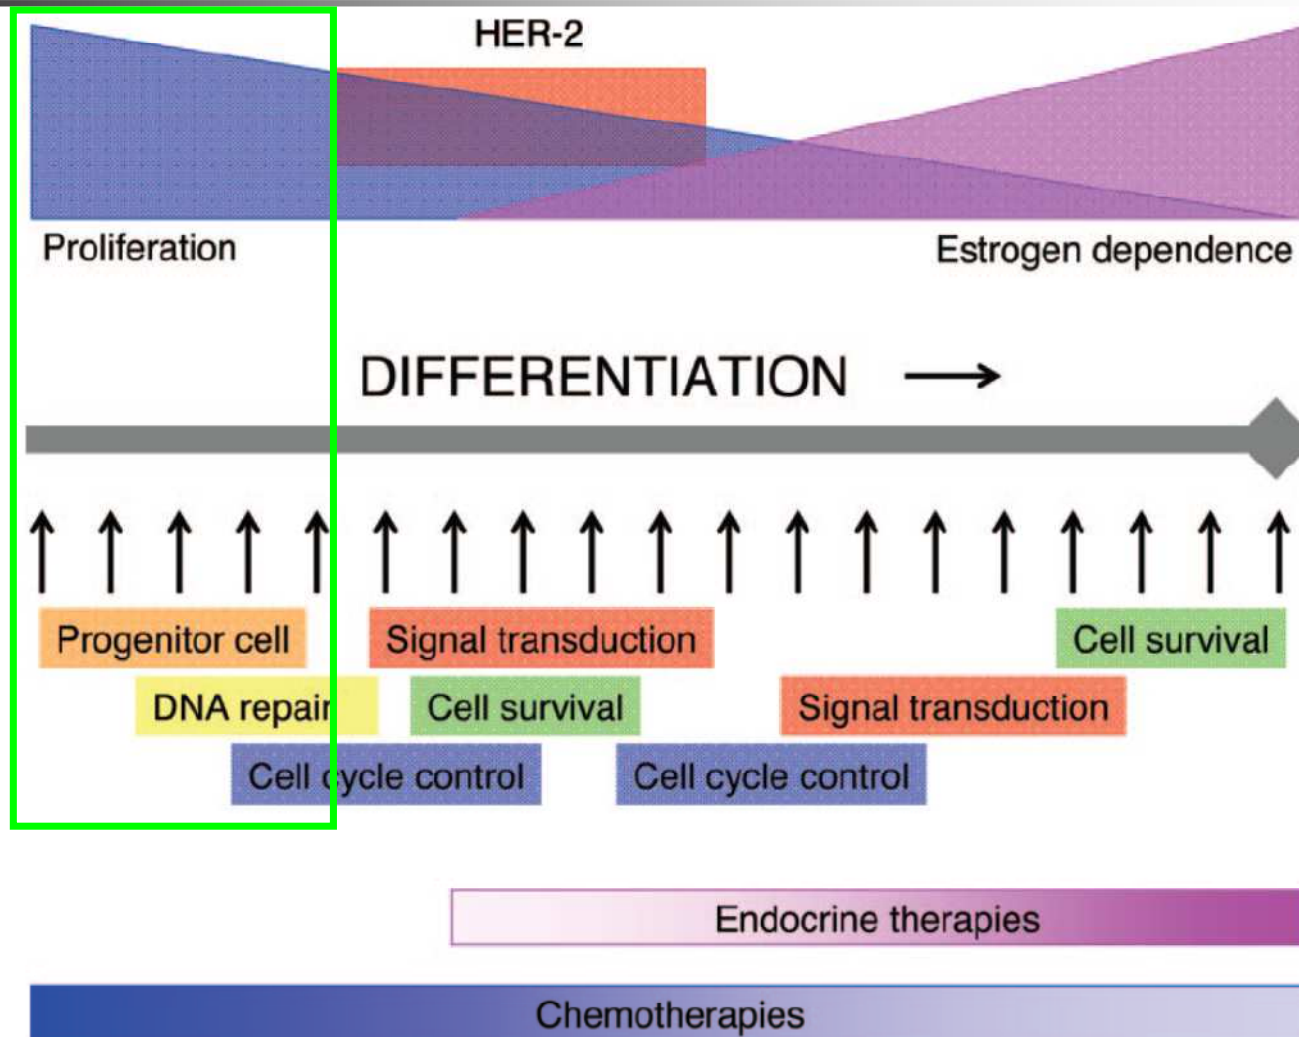 HER-2
Proliferation
Estrogen dependence
DIFFERENTIATION
Progenitor cell
Signal transduction
Cell survival
DNA repair
Cell survival
Signal transduction
Cell cycle control
Cell cycle control
Endocrine therapies
Chemotherapies